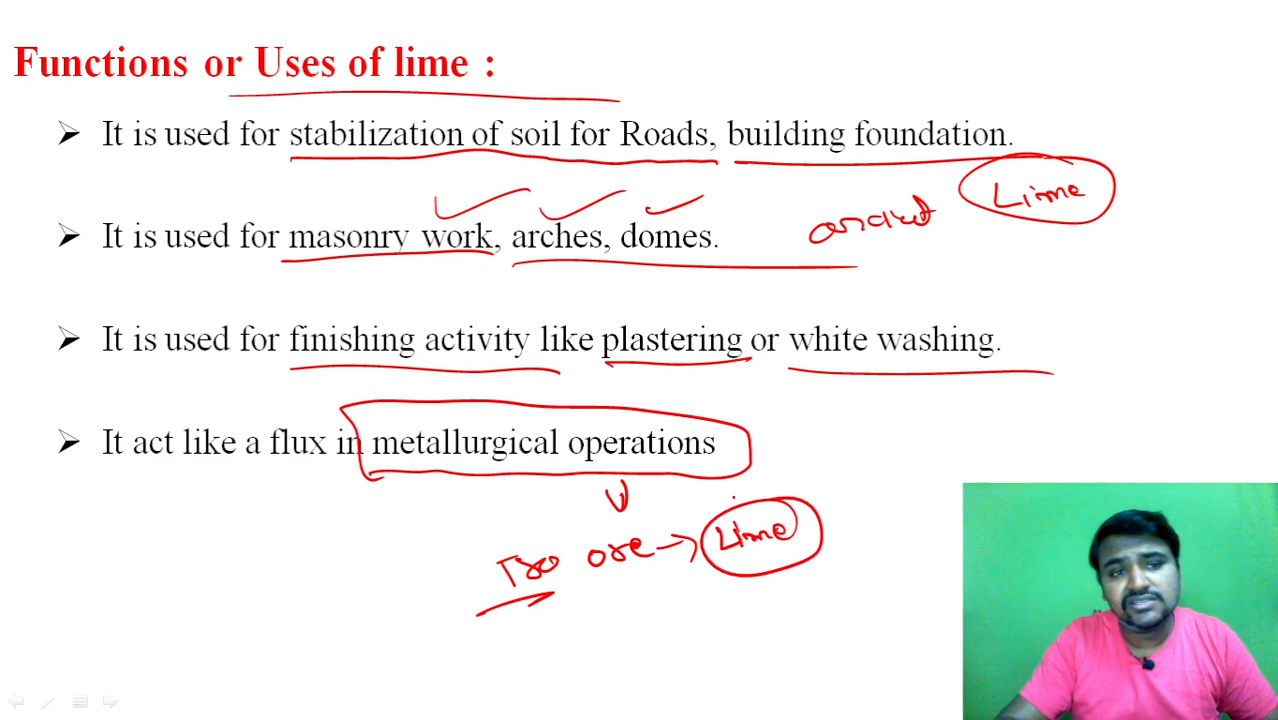 Functions or Uses of lime :
➢ It is used for stabilization of soil for Roads, building foundation.
Lime
➢ It is used for masonry work, arches, domes.
➢ It is used for finishing activity like plastering or white washing.
➢ It act like a flux in metallurgical operations
Iro ore → Lime